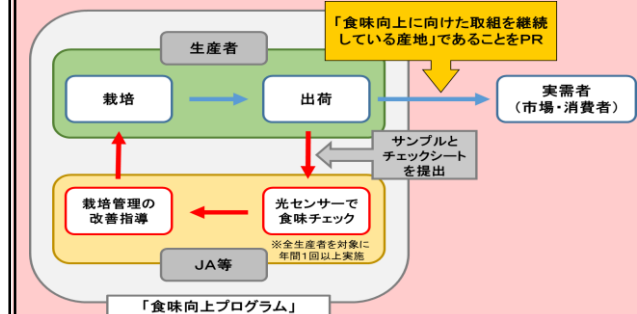 「食味向上に向けた取組を継続
している産地」であることをPR
生産者
栽培
出荷
実需者
(市場・消費者)
サンプルと
チェックシート
を提出
栽培管理の
改善指導
光センサーで
食味チェック
※全生産者を対象に
年間1回以上実施
JA等
「食味向上プログラム」